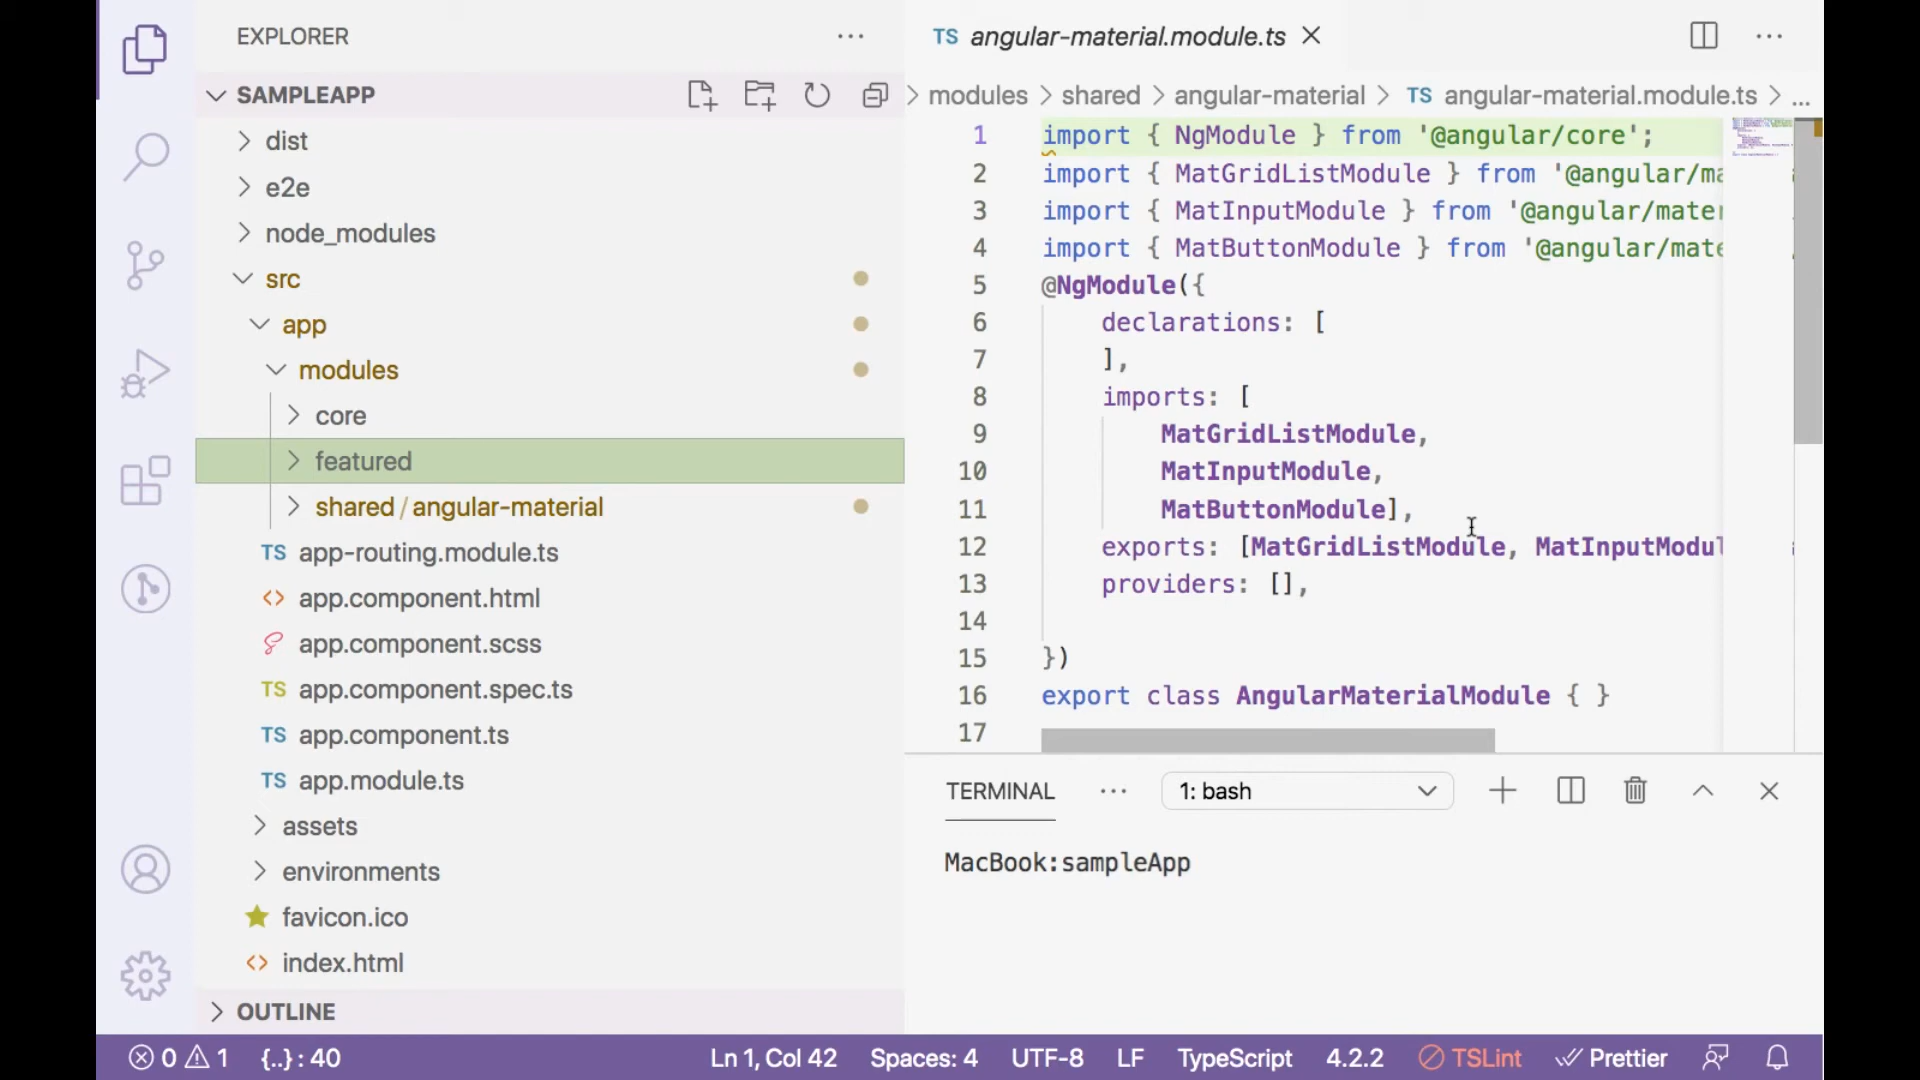 EXPLORER
SAMPLEAPP
dist
e2e
node_modules
src
app
modules
core
featured
shared / angular-material
TS app-routing.module.ts
<> app.component.html
app.component.scss
TS app.component.spec.ts
TS app.component.ts
TS app.module.ts
assets
environments
favicon.ico
<> index.html
OUTLINE
TS angular-material.module.ts
modules > shared > angular-material > TS angular-material.module.ts > ...
1 import { NgModule } from '@angular/core';
2 import { MatGridListModule } from '@angular/ma
3 import { MatInputModule } from '@angular/mater
4 import { MatButtonModule } from '@angular/mate
5 @NgModule({
6 declarations: [
7 ],
8 imports: [
9 MatGridListModule,
10 MatInputModule,
11 MatButtonModule],
12 exports: [MatGridListModule, MatInputModul
13 providers: [],
14
15 })
16 export class AngularMaterialModule { }
17
TERMINAL ... 1: bash
MacBook:sampleApp
0 1 {..} : 40 Ln 1, Col 42 Spaces: 4 UTF-8 LF TypeScript 4.2.2 TSLint Prettier